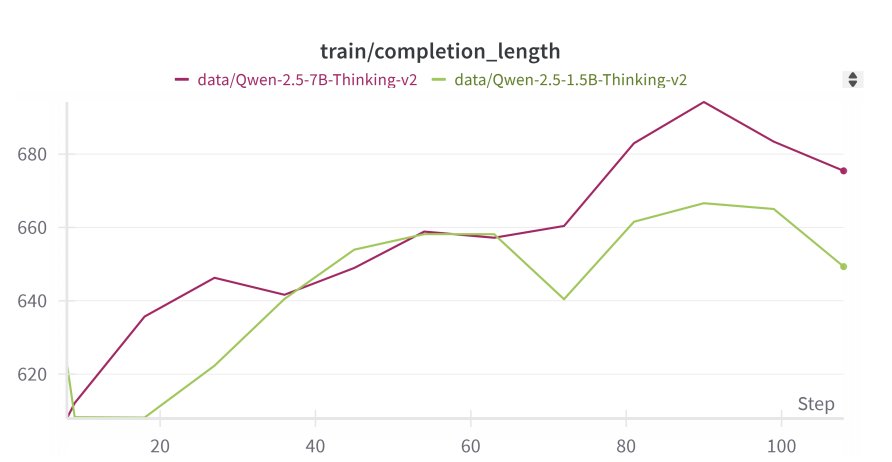 train/completion_length
data/Qwen-2.5-7B-Thinking-v2 data/Qwen-2.5-1.5B-Thinking-v2
680
660
640
620
Step
20 40 60 80 100